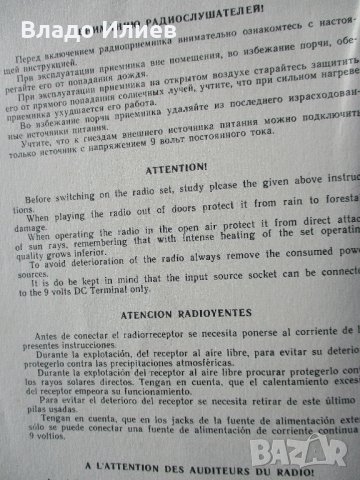 ВНИМАНИЮ РАДИОСЛУШАТЕЛЕЙ!
Перед включением радиоприемника внимательно ознакомьтесь с настоя-
щей инструкцией.
При эксплуатации приемника вне помещения, во избежание порчи, обе-
регайте его от попадания дождя.
При эксплуатации приемника на открытом воздухе старайтесь защитить
его от прямого попадания солнечных лучей, учтите, что при сильном нагреве
приемника ухудшается его работа.
Во избежание порчи приемника удаляйте из последнего израсходован-
ные источники питания.
Учтите, что к гнездам внешнего источника питания можно подключить
только источник с напряжением 9 вольт постоянного тока.
ATTENTION!
Before switching on the radio set, study please the given above instruc-
tions.
When playing the radio out of doors protect it from rain to forestal
damage.
When operating the radio in the open air protect it from direct attac
of sun rays, remembering that with intense heating of the set operatin
quality grows inferior.
To avoid deterioration of the radio always remove the consumed powe
sources.
It is do be kept in mind that the input source socket can be connecte
to the 9 volts DC Terminal only.
ATENCION RADIOYENTES
Antes de conectar el radiorreceptor se necesita ponerse al corriente de l
presentes instrucciones.
Durante la explotación, del receptor al aire libre, para evitar su deterio
protegerlo contra las precipitaciones atmosféricas.
Durante la explotación del receptor al aire libre procurar protegerlo cont
los rayos solares directos. Tengan en cuenta, que el calentamiento exces
del receptor empeora su funcionamiento.
Para evitar el deterioro del receptor se necesita retirar de este último
pilas usadas.
Tengan en cuenta, que en los jacks de la fuente de alimentación exter
sólo se puede conectar una fuente de alimentación de corriente continua
9 voltios.
A L'ATTENTION DES AUDITEURS DU RADIO!
Влада Илиев
BAZAR
bg